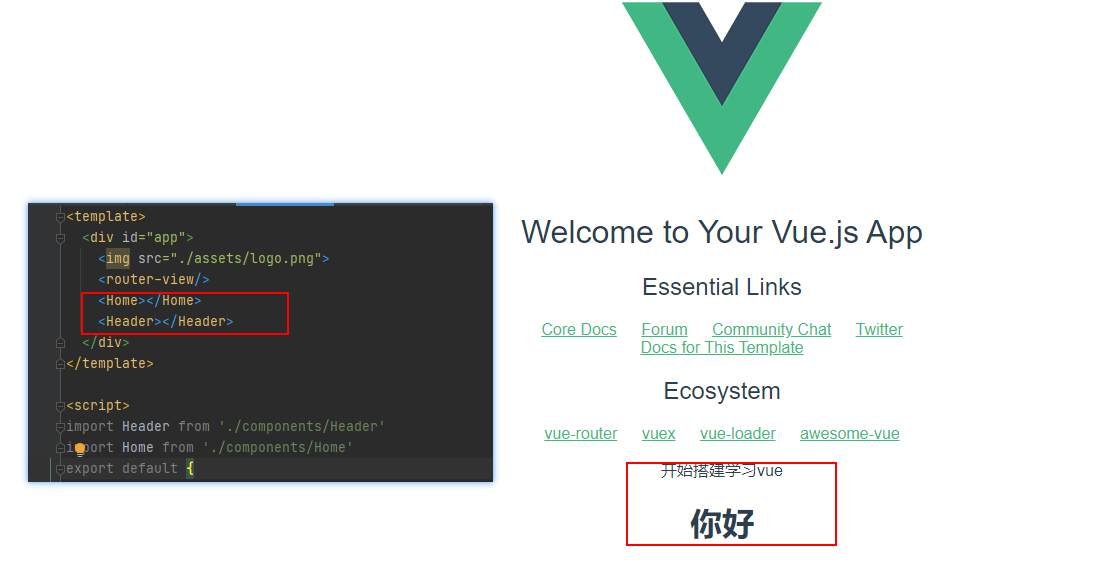 <template>
<div id="app">
<img src="./assets/logo.png">
<router-view/>
<Home></Home>
<Header></Header>
</div>
</template>
<script>
import Header from './components/Header'
import Home from './components/Home'
export default {
Welcome to Your Vue.js App
Essential Links
Core Docs Forum Community Chat Twitter
Docs for This Template
Ecosystem
vue-router vuex vue-loader awesome-vue
开始搭建学习vue
你好